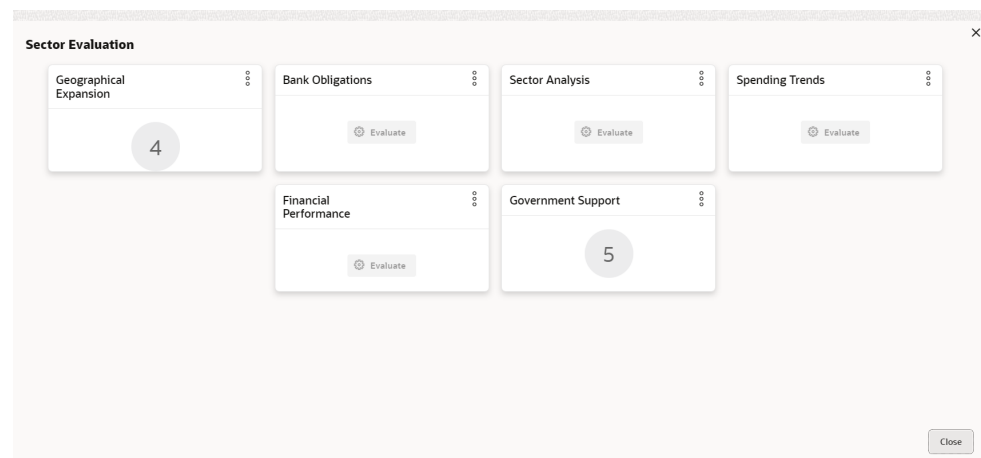 Sector Evaluation
Geographical
Expansion
4
Bank Obligations
Evaluate
Sector Analysis
Evaluate
Spending Trends
Evaluate
Financial
Performance
Evaluate
Government Support
5
Close